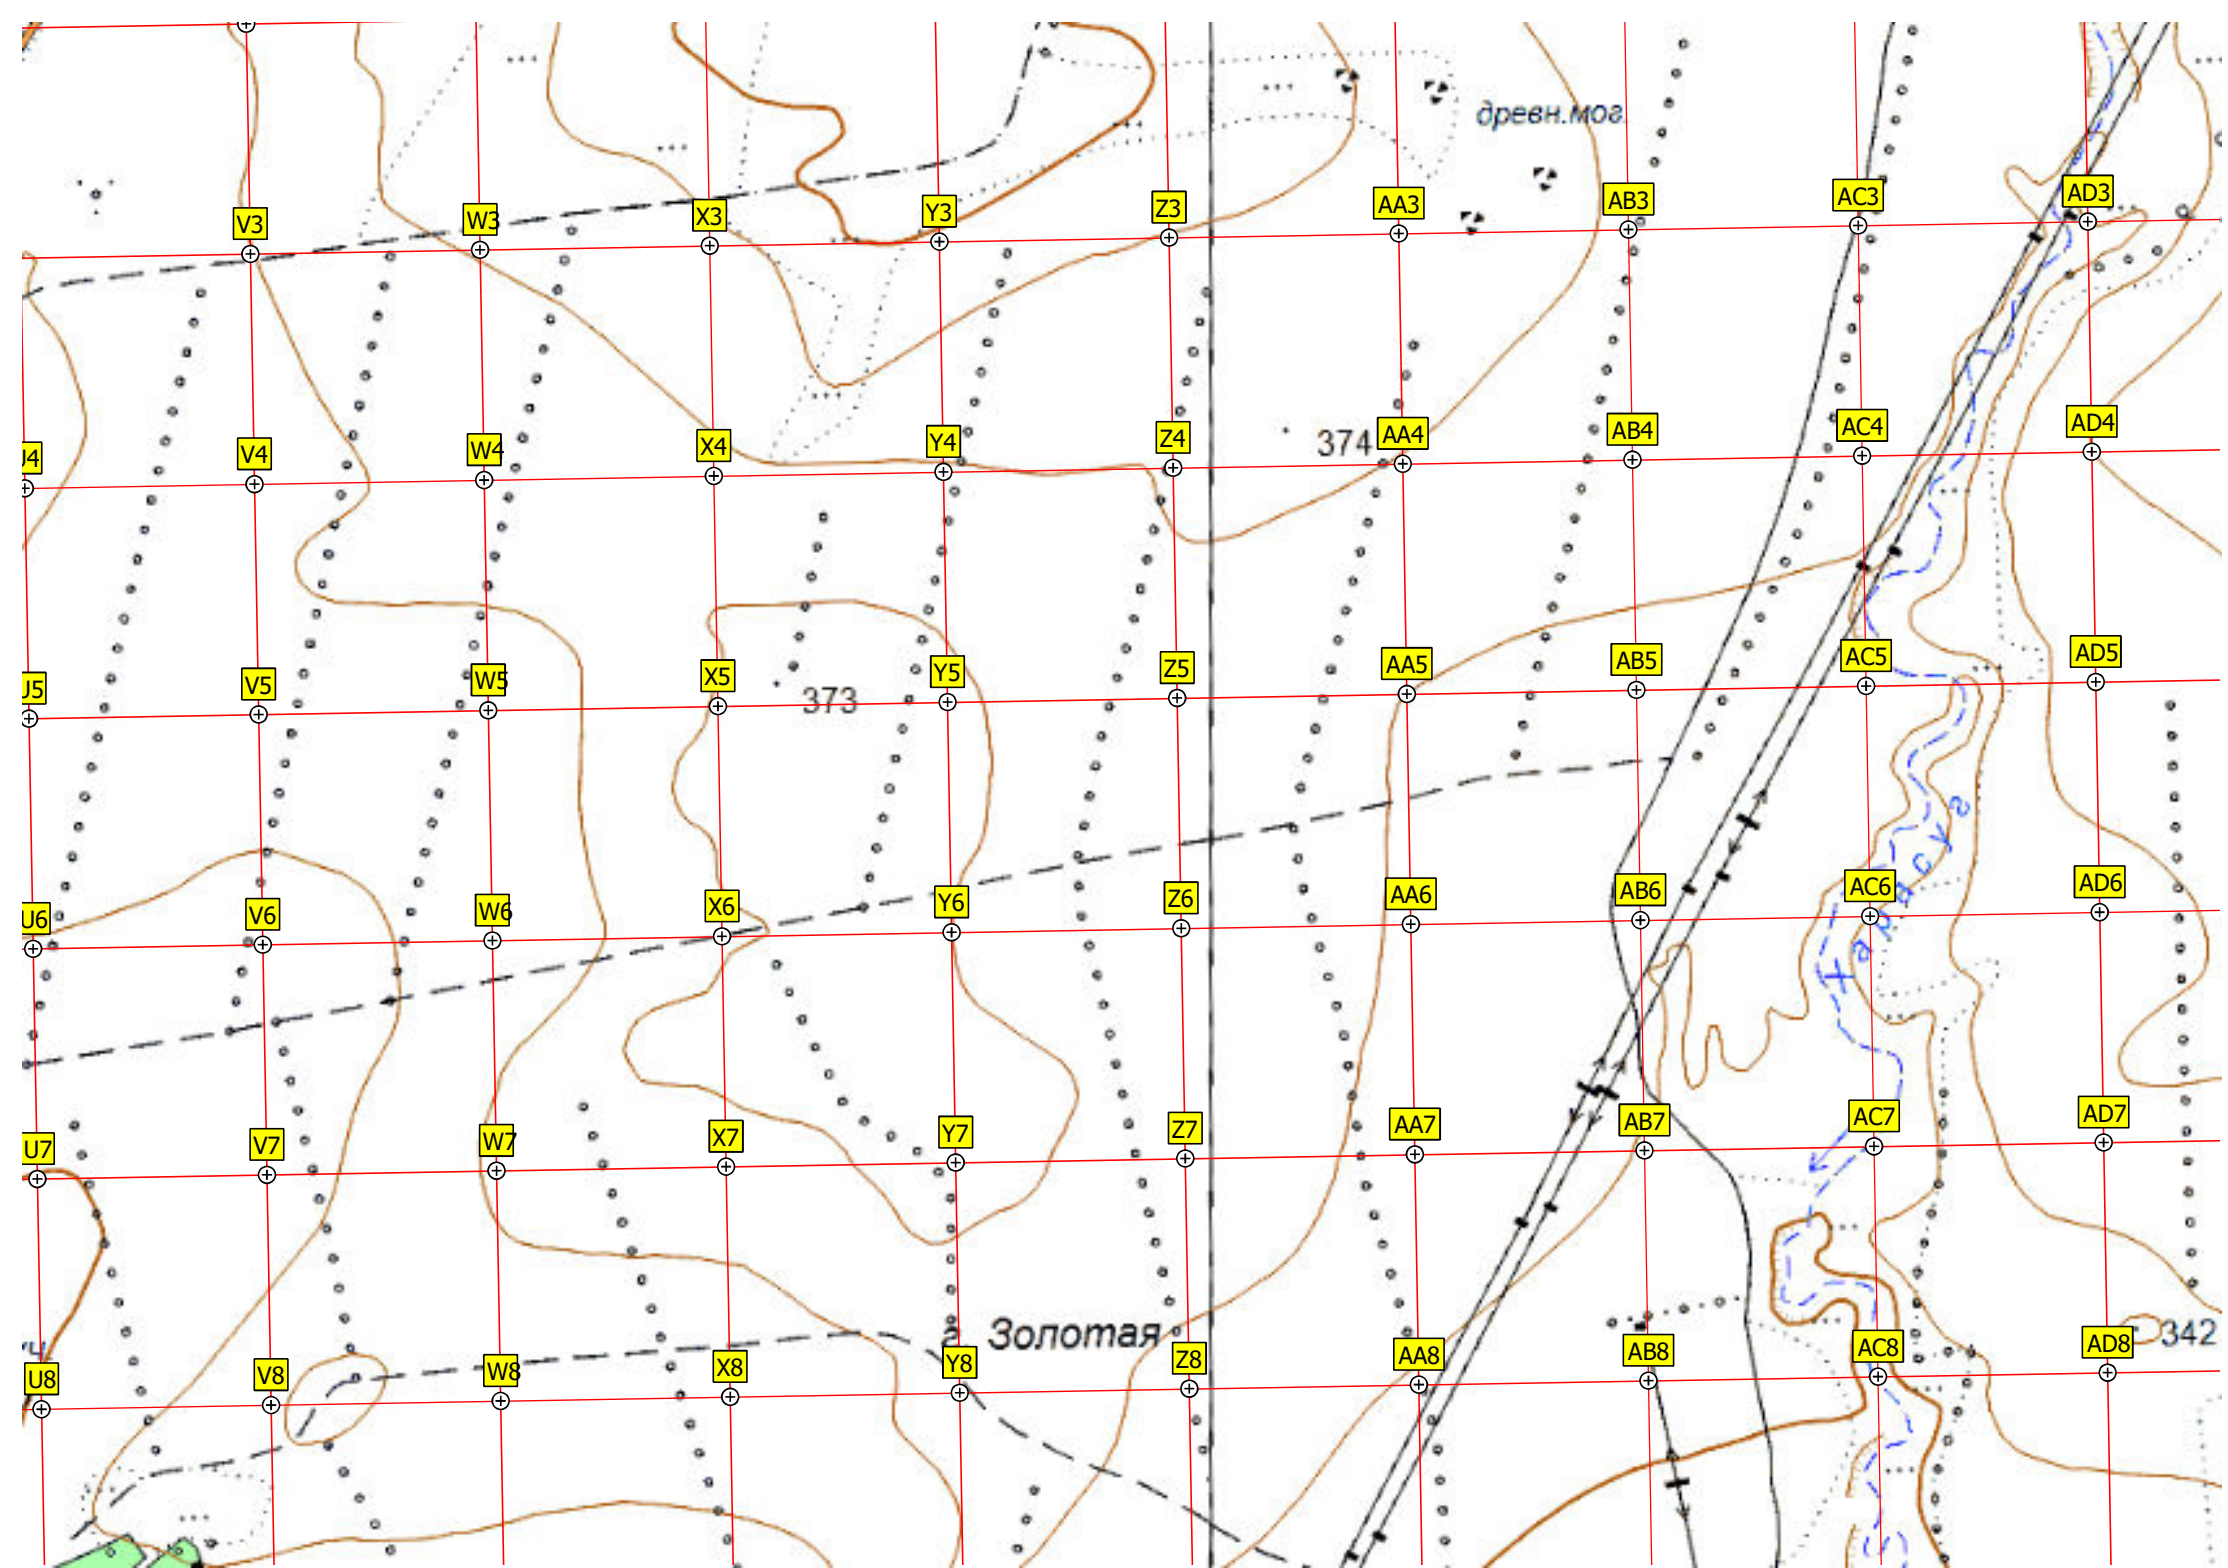 древн.мог.
V3 W3 X3 Y3 Z3 AA3 AB3 AC3 AD3
374
V4 W4 X4 Y4 Z4 AA4 AB4 AC4 AD4
U5 V5 W5 X5 Y5 Z5 AA5 AB5 AC5 AD5
373
Харасуг
U6 V6 W6 X6 Y6 Z6 AA6 AB6 AC6 AD6
U7 V7 W7 X7 Y7 Z7 AA7 AB7 AC7 AD7
г. Золотая
342
U8 V8 W8 X8 Y8 Z8 AA8 AB8 AC8 AD8